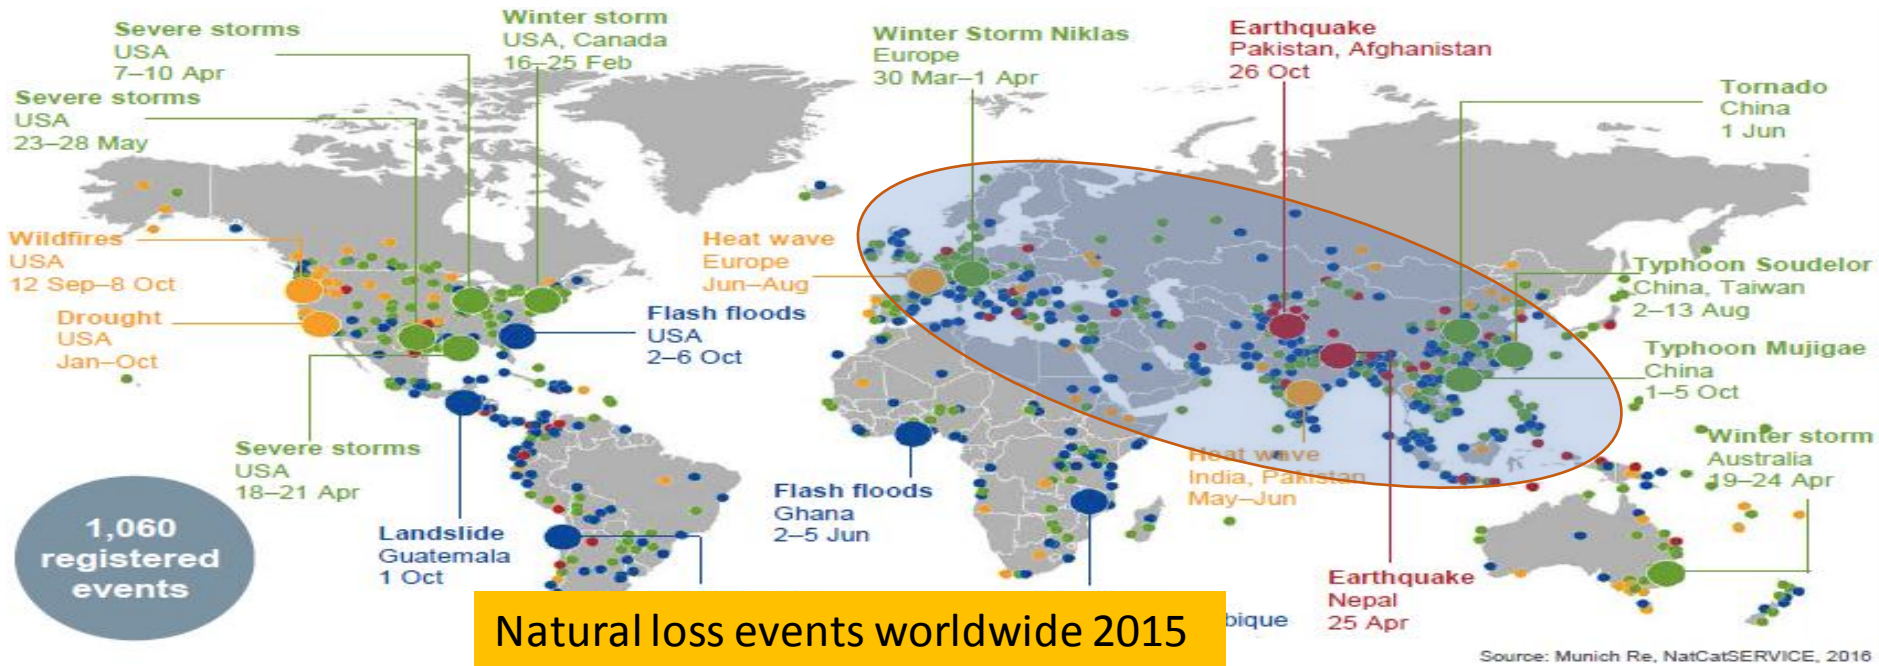 Severe storms
USA
7–10 Apr
Winter storm
USA, Canada
16–25 Feb
Winter Storm Niklas
Europe
30 Mar–1 Apr
Earthquake
Pakistan, Afghanistan
26 Oct
Tornado
China
1 Jun
Severe storms
USA
23–28 May
Wildfires
USA
12 Sep–8 Oct
Heat wave
Europe
Jun–Aug
Typhoon Soudelor
China, Taiwan
2–13 Aug
Drought
USA
Jan–Oct
Flash floods
USA
2–6 Oct
Typhoon Mujigae
China
1–5 Oct
Severe storms
USA
18–21 Apr
Heat wave
India, Pakistan
May–Jun
Winter storm
Australia
19–24 Apr
1,060
registered
events
Landslide
Guatemala
1 Oct
Flash floods
Ghana
2–5 Jun
Earthquake
Nepal
25 Apr
Natural loss events worldwide 2015
bique
Source: Munich Re, NatCatSERVICE, 2016